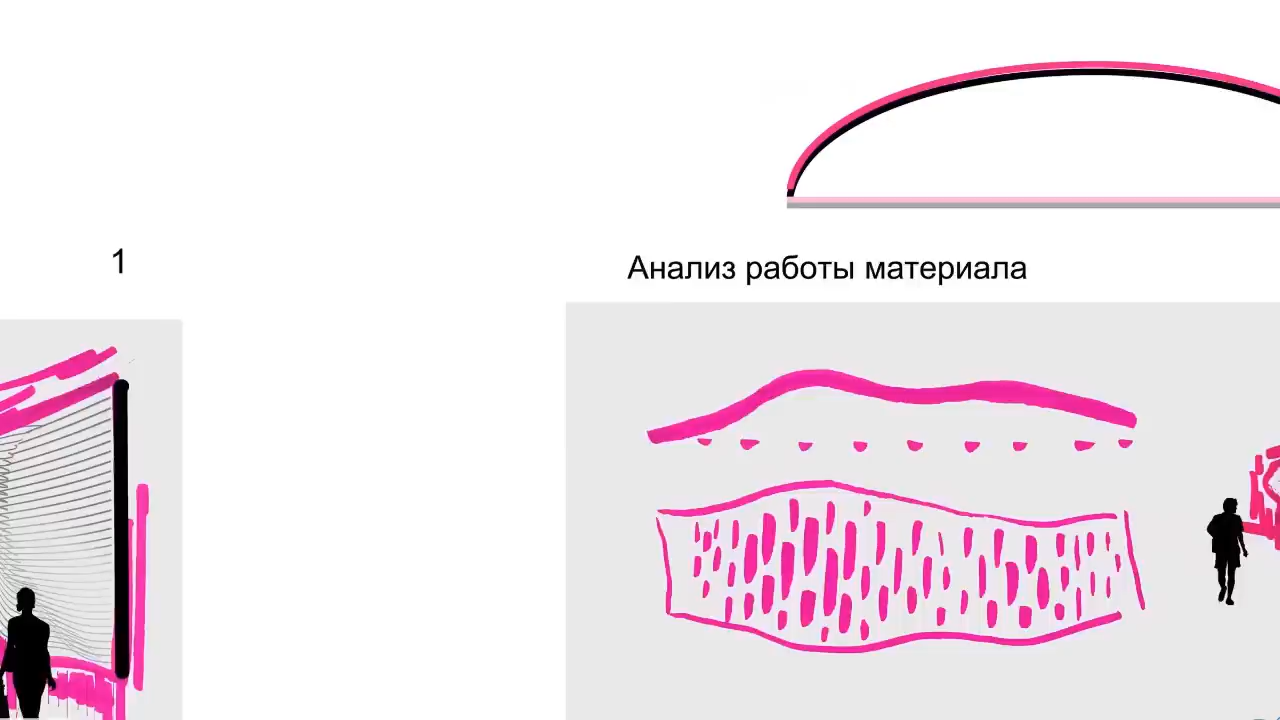 1
Анализ работы материала